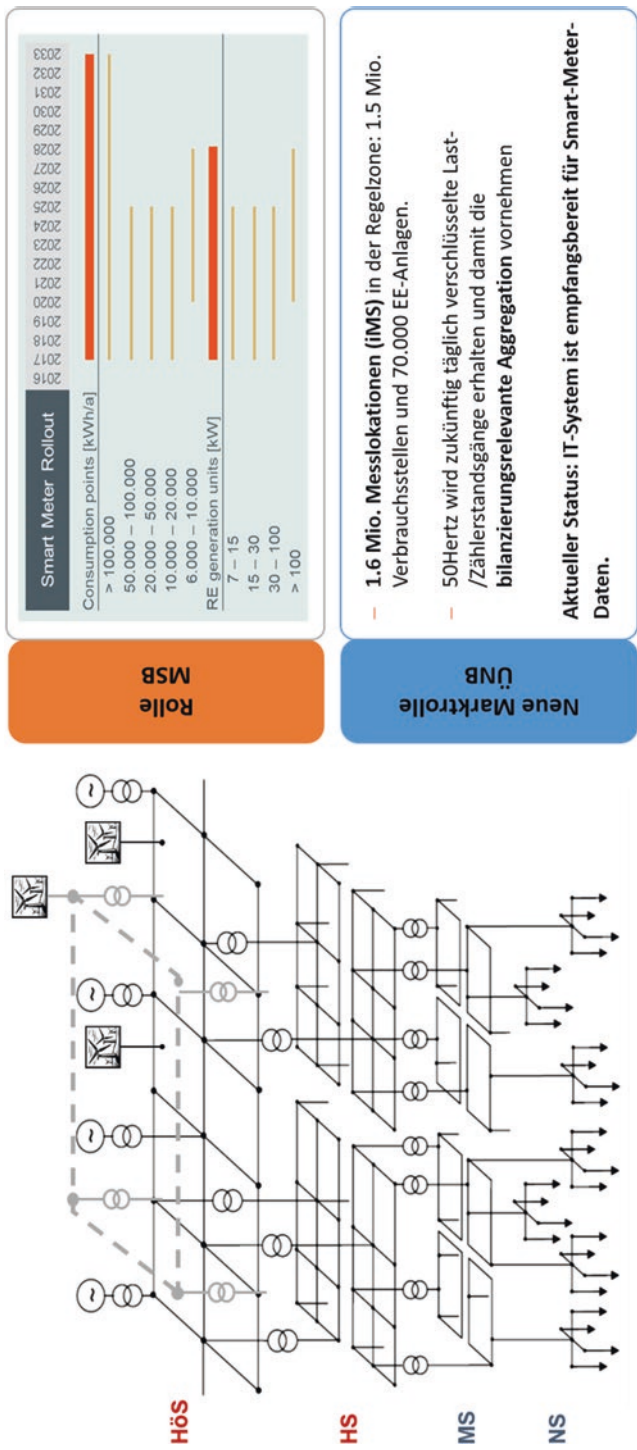 HöS
HS
MS
NS
~
~
~
~
Rolle
MSB
Smart Meter Rollout
2016
2017
2018
2019
2020
2021
2022
2023
2024
2025
2026
2027
2028
2029
2030
2031
2032
2033
Consumption points [kWh/a]
> 100.000
50.000 – 100.000
20.000 – 50.000
10.000 – 20.000
6.000 – 10.000
RE generation units [kW]
7 – 15
15 – 30
30 – 100
> 100
Neue Marktrolle
ÜNB
– 1.6 Mio. Messlokationen (iMS) in der Regelzone: 1.5 Mio.
Verbrauchsstellen und 70.000 EE-Anlagen.
– 50Hertz wird zukünftig täglich verschlüsselte Last-
/Zählerstandsgänge erhalten und damit die
bilanzierungsrelevante Aggregation vornehmen
Aktueller Status: IT-System ist empfangsbereit für Smart-Meter-
Daten.